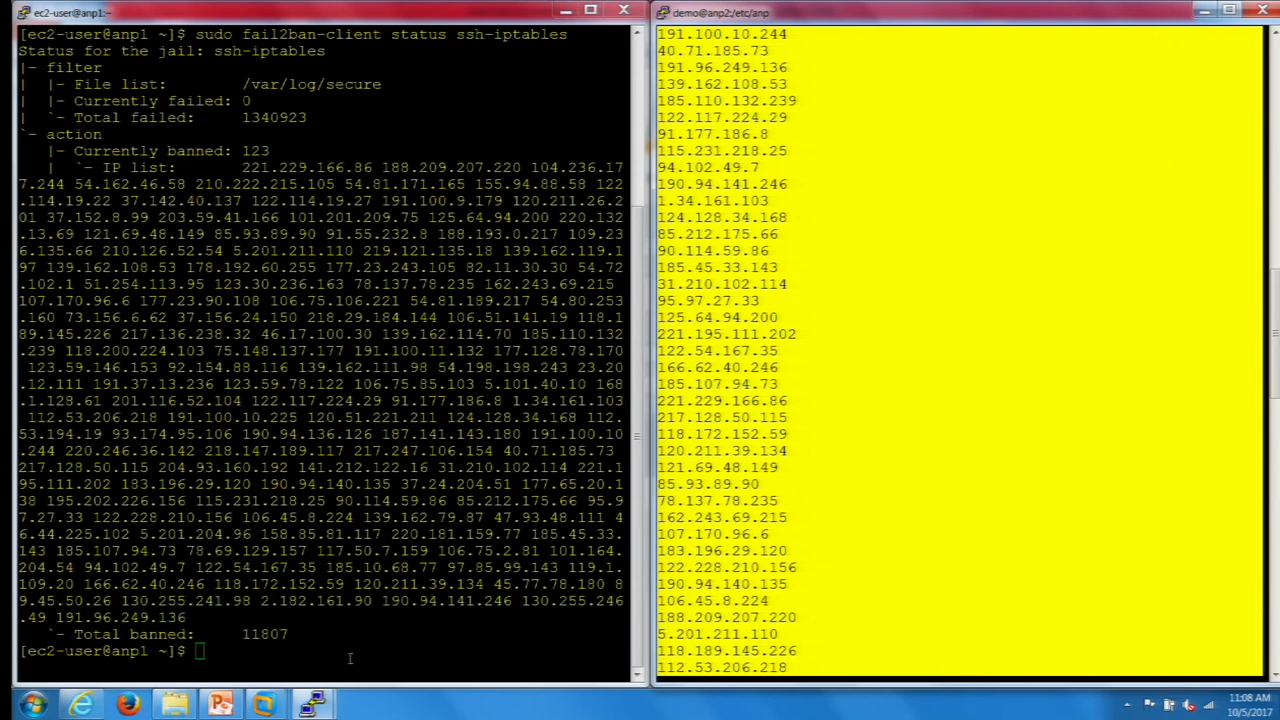 ec2-user@anp1:~
[ec2-user@anp1 ~]$ sudo fail2ban-client status ssh-iptables
Status for the jail: ssh-iptables
|- filter
|  |- File list:        /var/log/secure
|  |- Currently failed: 0
|  `- Total failed:     1340923
`- action
   |- Currently banned: 123
   |  `- IP list:       221.229.166.86 188.209.207.220 104.236.17
7.244 54.162.46.58 210.222.215.105 54.81.171.165 155.94.88.58 122
.114.19.22 37.142.40.137 122.114.19.27 191.100.9.179 120.211.26.2
01 37.152.8.99 203.59.41.166 101.201.209.75 125.64.94.200 220.132
.13.69 121.69.48.149 85.93.89.90 91.55.232.8 188.193.0.217 109.23
6.135.66 210.126.52.54 5.201.211.110 219.121.135.18 139.162.119.1
97 139.162.108.53 178.192.60.255 177.23.243.105 82.11.30.30 54.72
.102.1 51.254.113.95 123.30.236.163 78.137.78.235 162.243.69.215
107.170.96.6 177.23.90.108 106.75.106.221 54.81.189.217 54.80.253
.160 73.156.6.62 37.156.24.150 218.29.184.144 106.51.141.19 118.1
89.145.226 217.136.238.32 46.17.100.30 139.162.114.70 185.110.132
.239 118.200.224.103 75.148.137.177 191.100.11.132 177.128.78.170
123.59.146.153 92.154.88.116 139.162.111.98 54.198.198.243 23.20
.12.111 191.37.13.236 123.59.78.122 106.75.85.103 5.101.40.10 168
.1.128.61 201.116.52.104 122.117.224.29 91.177.186.8 1.34.161.103
112.53.206.218 191.100.10.225 120.51.221.211 124.128.34.168 112.
53.194.19 93.174.95.106 190.94.136.126 187.141.143.180 191.100.10
.244 220.246.36.142 218.147.189.117 217.247.106.154 40.71.185.73
217.128.50.115 204.93.160.192 141.212.122.16 31.210.102.114 221.1
95.111.202 183.196.29.120 190.94.140.135 37.24.204.51 177.65.20.1
38 195.202.226.156 115.231.218.25 90.114.59.86 85.212.175.66 95.9
7.27.33 122.228.210.156 106.45.8.224 139.162.79.87 47.93.48.111 4
6.44.225.102 5.201.204.96 158.85.81.117 220.181.159.77 185.45.33.
143 185.107.94.73 78.69.129.157 117.50.7.159 106.75.2.81 101.164.
204.54 94.102.49.7 122.54.167.35 185.10.68.77 97.85.99.143 119.1.
109.20 166.62.40.246 118.172.152.59 120.211.39.134 45.77.78.180 8
9.45.50.26 130.255.241.98 2.182.161.90 190.94.141.246 130.255.246
.49 191.96.249.136
   `- Total banned:     11807
[ec2-user@anp1 ~]$
demo@anp2:/etc/anp
191.100.10.244
40.71.185.73
191.96.249.136
139.162.108.53
185.110.132.239
122.117.224.29
91.177.186.8
115.231.218.25
94.102.49.7
190.94.141.246
1.34.161.103
124.128.34.168
85.212.175.66
90.114.59.86
185.45.33.143
31.210.102.114
95.97.27.33
125.64.94.200
221.195.111.202
122.54.167.35
166.62.40.246
185.107.94.73
221.229.166.86
217.128.50.115
118.172.152.59
120.211.39.134
121.69.48.149
85.93.89.90
78.137.78.235
162.243.69.215
107.170.96.6
183.196.29.120
122.228.210.156
190.94.140.135
106.45.8.224
188.209.207.220
5.201.211.110
118.189.145.226
112.53.206.218
11:08 AM
10/5/2017